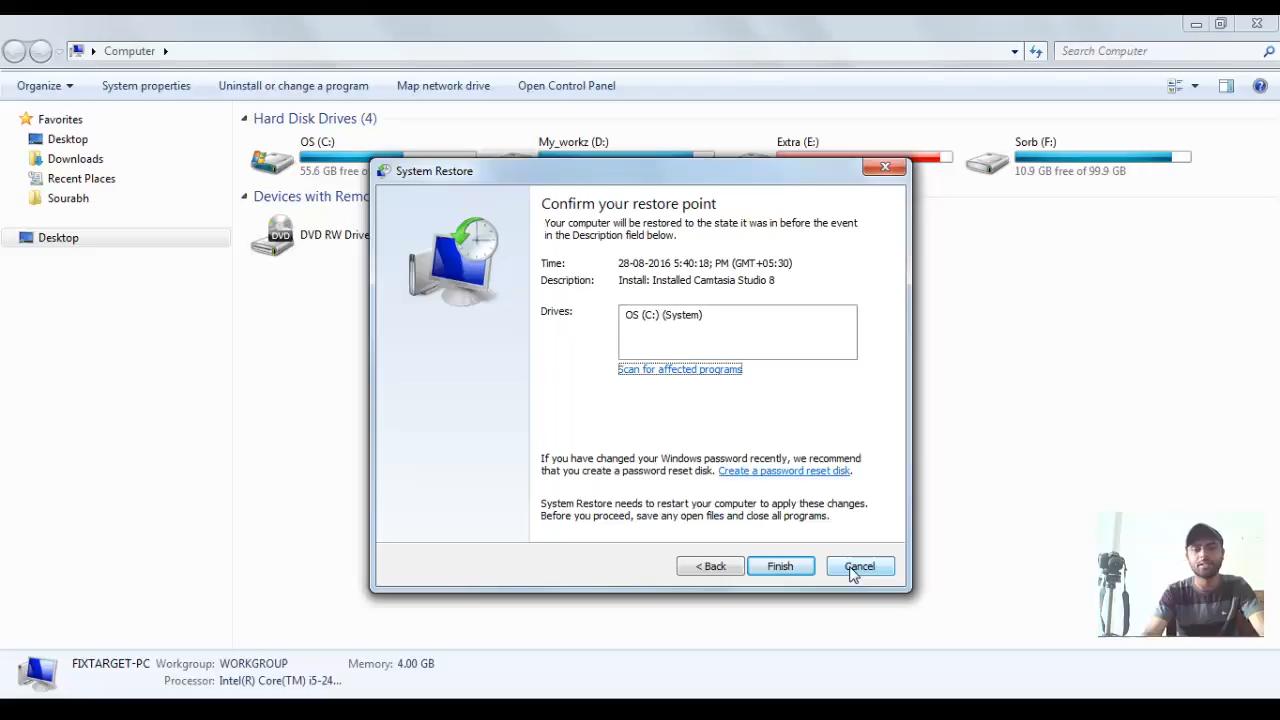 Computer
Search Computer
Organize
System properties
Uninstall or change a program
Map network drive
Open Control Panel
Favorites
Desktop
Downloads
Recent Places
Sourabh
Desktop
Hard Disk Drives (4)
OS (C:)
55.6 GB free o
My_workz (D:)
Extra (E:)
Sorb (F:)
10.9 GB free of 99.9 GB
Devices with Remo
DVD
DVD RW Drive
System Restore
Confirm your restore point
Your computer will be restored to the state it was in before the event
in the Description field below.
Time: 28-08-2016 5:40:18; PM (GMT+05:30)
Description: Install: Installed Camtasia Studio 8
Drives: OS (C:) (System)
Scan for affected programs
If you have changed your Windows password recently, we recommend
that you create a password reset disk. Create a password reset disk.
System Restore needs to restart your computer to apply these changes.
Before you proceed, save any open files and close all programs.
< Back
Finish
Cancel
FIXTARGET-PC Workgroup: WORKGROUP Memory: 4.00 GB
Processor: Intel(R) Core(TM) i5-24...